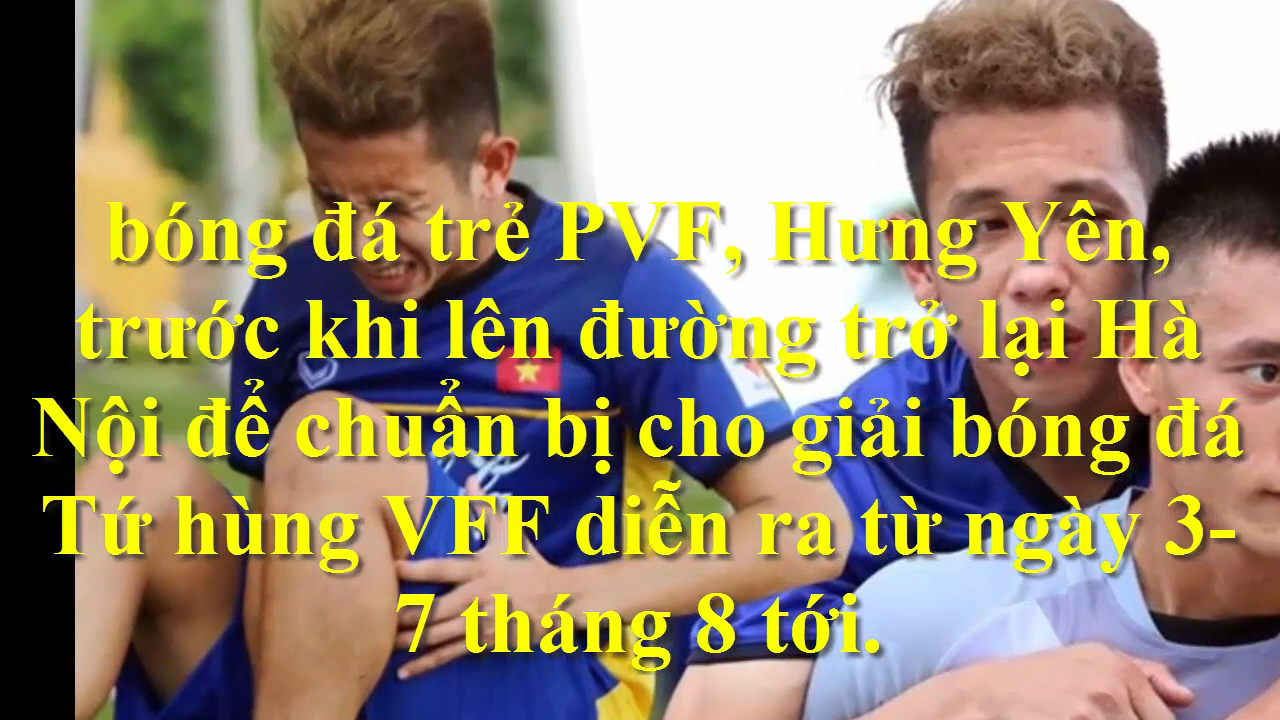 bóng đá trẻ PVF, Hưng Yên,
trước khi lên đường trở lại Hà
Nội để chuẩn bị cho giải bóng đá
Tứ hùng VFF diễn ra từ ngày 3-
7 tháng 8 tới.